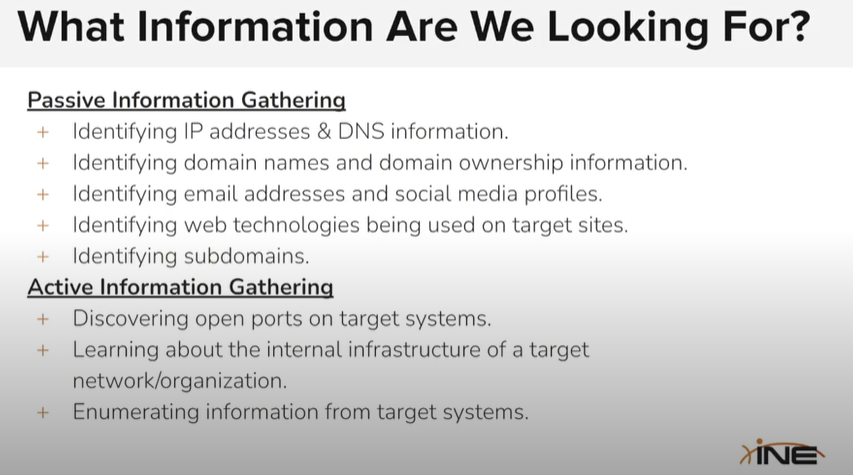 What Information Are We Looking For?
Passive Information Gathering
+ Identifying IP addresses & DNS information.
+ Identifying domain names and domain ownership information.
+ Identifying email addresses and social media profiles.
+ Identifying web technologies being used on target sites.
+ Identifying subdomains.
Active Information Gathering
+ Discovering open ports on target systems.
+ Learning about the internal infrastructure of a target
network/organization.
+ Enumerating information from target systems.
INE